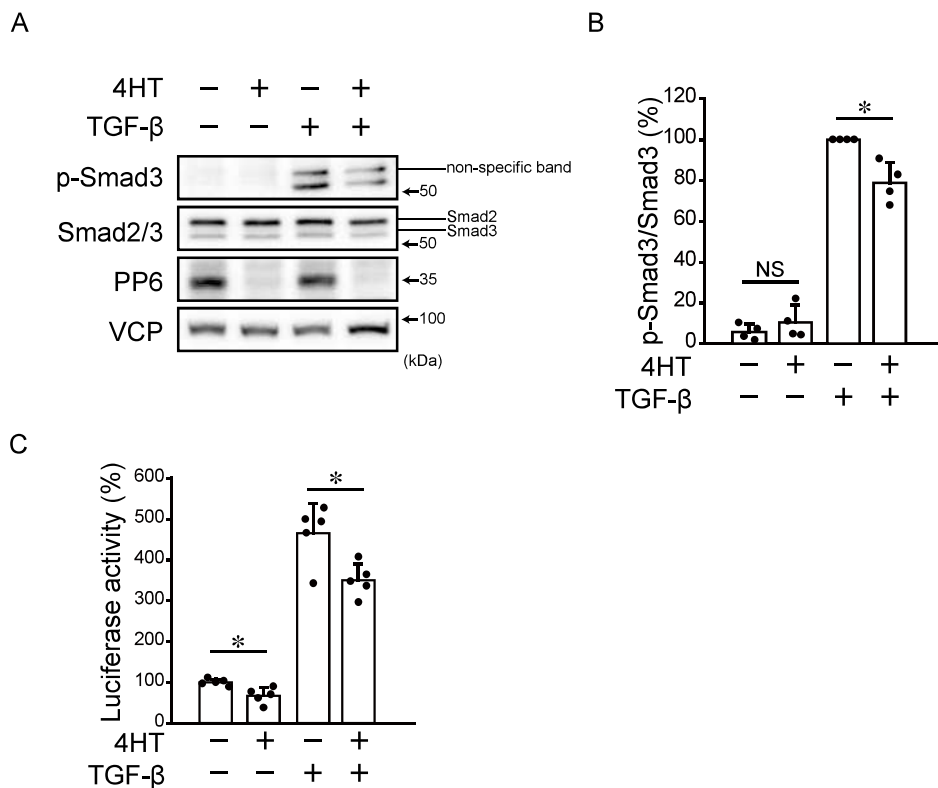 A
4HT − + − +
TGF-β − − + +
p-Smad3
non-specific band
50
Smad2/3
Smad2
Smad3
50
PP6
35
VCP
100
(kDa)
B
p-Smad3/Smad3 (%)
120
100
80
60
40
20
0
NS
*
4HT − + − +
TGF-β − − + +
C
Luciferase activity (%)
600
500
400
300
200
100
0
*
*
4HT − + − +
TGF-β − − + +